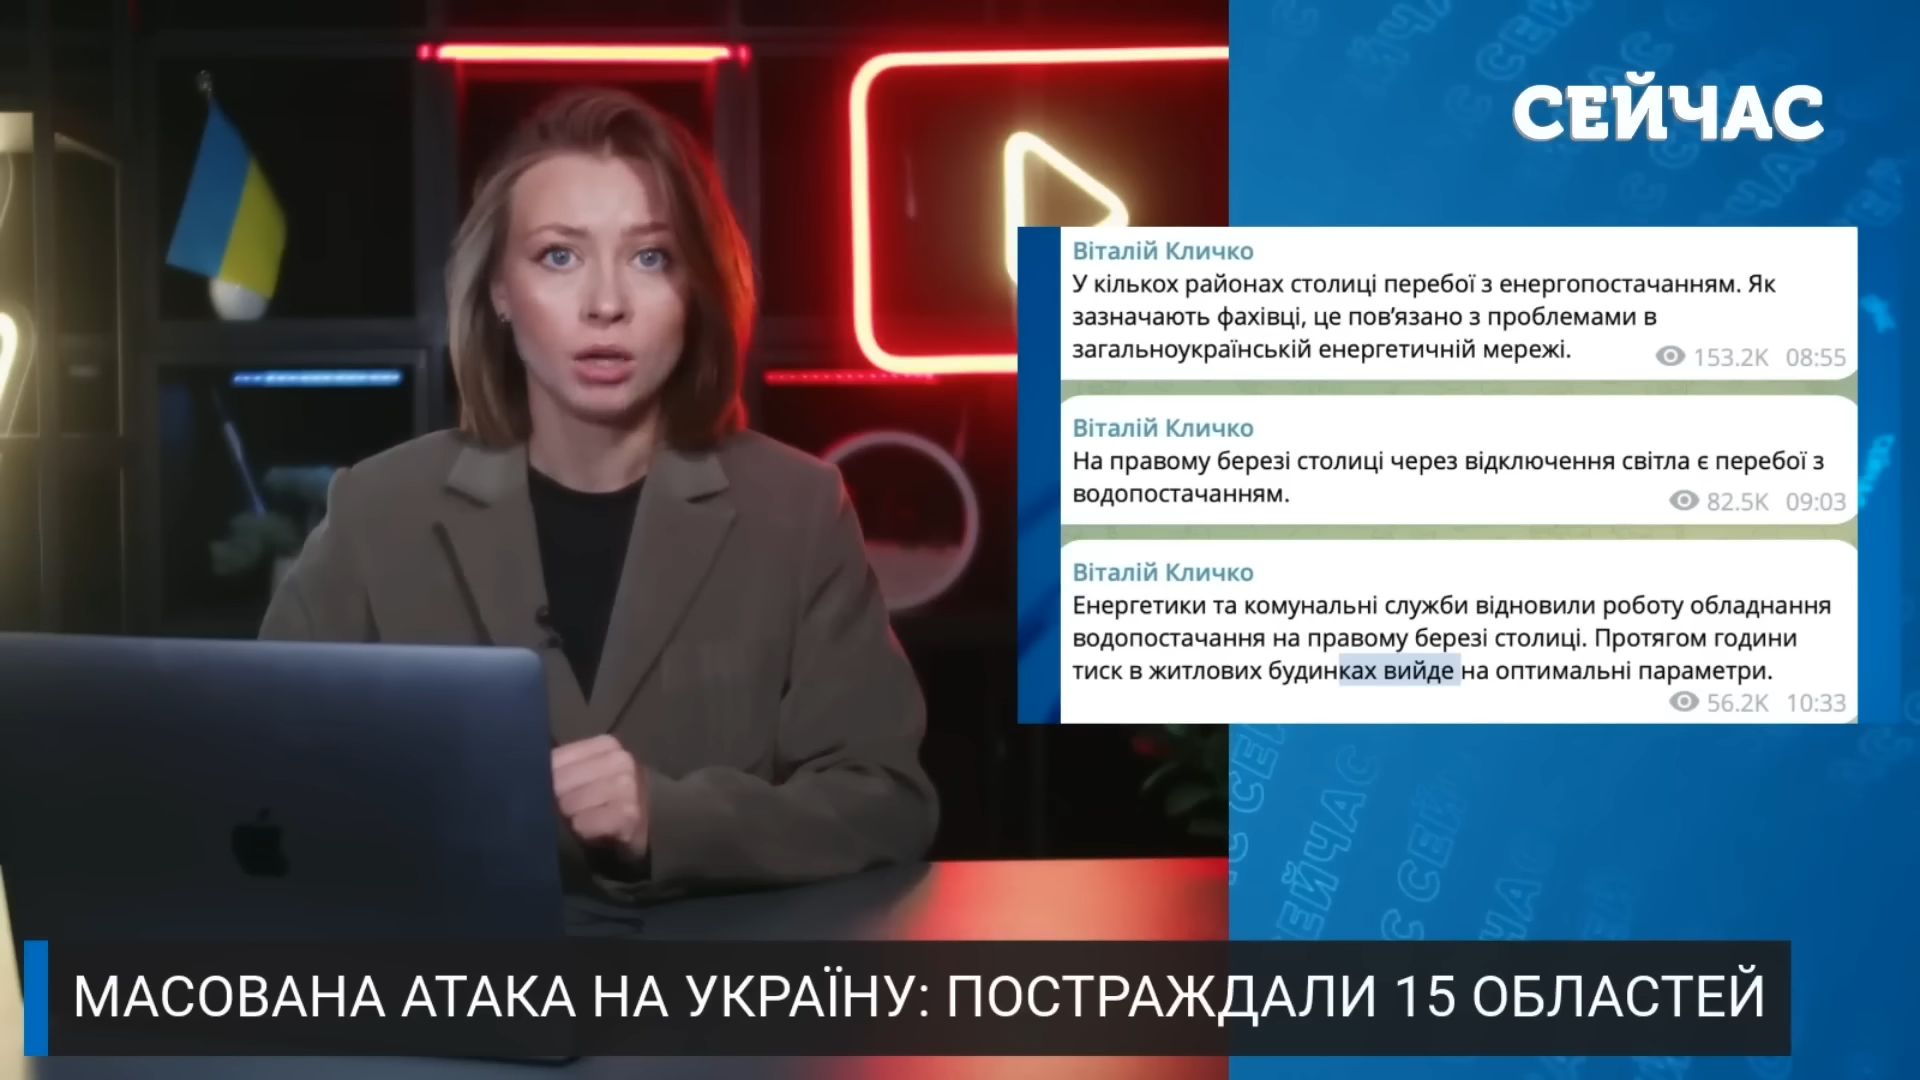 СЕЙЧАС
Віталій Кличко
У кількох районах столиці перебої з енергопостачанням. Як
зазначають фахівці, це пов’язано з проблемами в
загальноукраїнській енергетичній мережі.
153.2K 08:55
Віталій Кличко
На правому березі столиці через відключення світла є перебої з
водопостачанням.
82.5K 09:03
Віталій Кличко
Енергетики та комунальні служби відновили роботу обладнання
водопостачання на правому березі столиці. Протягом години
тиск в житлових будинках вийде на оптимальні параметри.
56.2K 10:33
МАСОВАНА АТАКА НА УКРАЇНУ: ПОСТРАЖДАЛИ 15 ОБЛАСТЕЙ